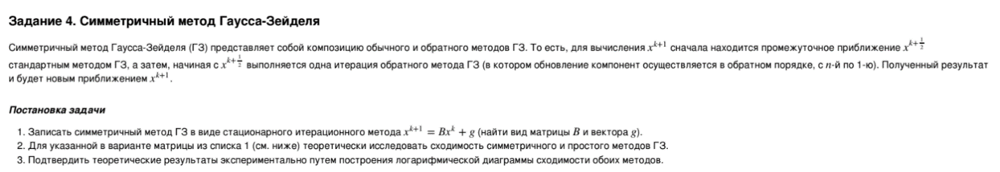 Задание 4. Симметричный метод Гаусса-Зейделя
Симметричный метод Гаусса-Зейделя (ГЗ) представляет собой композицию обычного и обратного методов ГЗ. То есть, для вычисления x^{k+1} сначала находится промежуточное приближение x^{k+\frac{1}{2}}
стандартным методом ГЗ, а затем, начиная с x^{k+\frac{1}{2}} выполняется одна итерация обратного метода ГЗ (в котором обновление компонент осуществляется в обратном порядке, с n-й по 1-ю). Полученный результат
и будет новым приближением x^{k+1}.
Постановка задачи
1. Записать симметричный метод ГЗ в виде стационарного итерационного метода x^{k+1} = Bx^k + g (найти вид матрицы B и вектора g).
2. Для указанной в варианте матрицы из списка 1 (см. ниже) теоретически исследовать сходимость симметричного и простого методов ГЗ.
3. Подтвердить теоретические результаты экспериментально путем построения логарифмической диаграммы сходимости обоих методов.